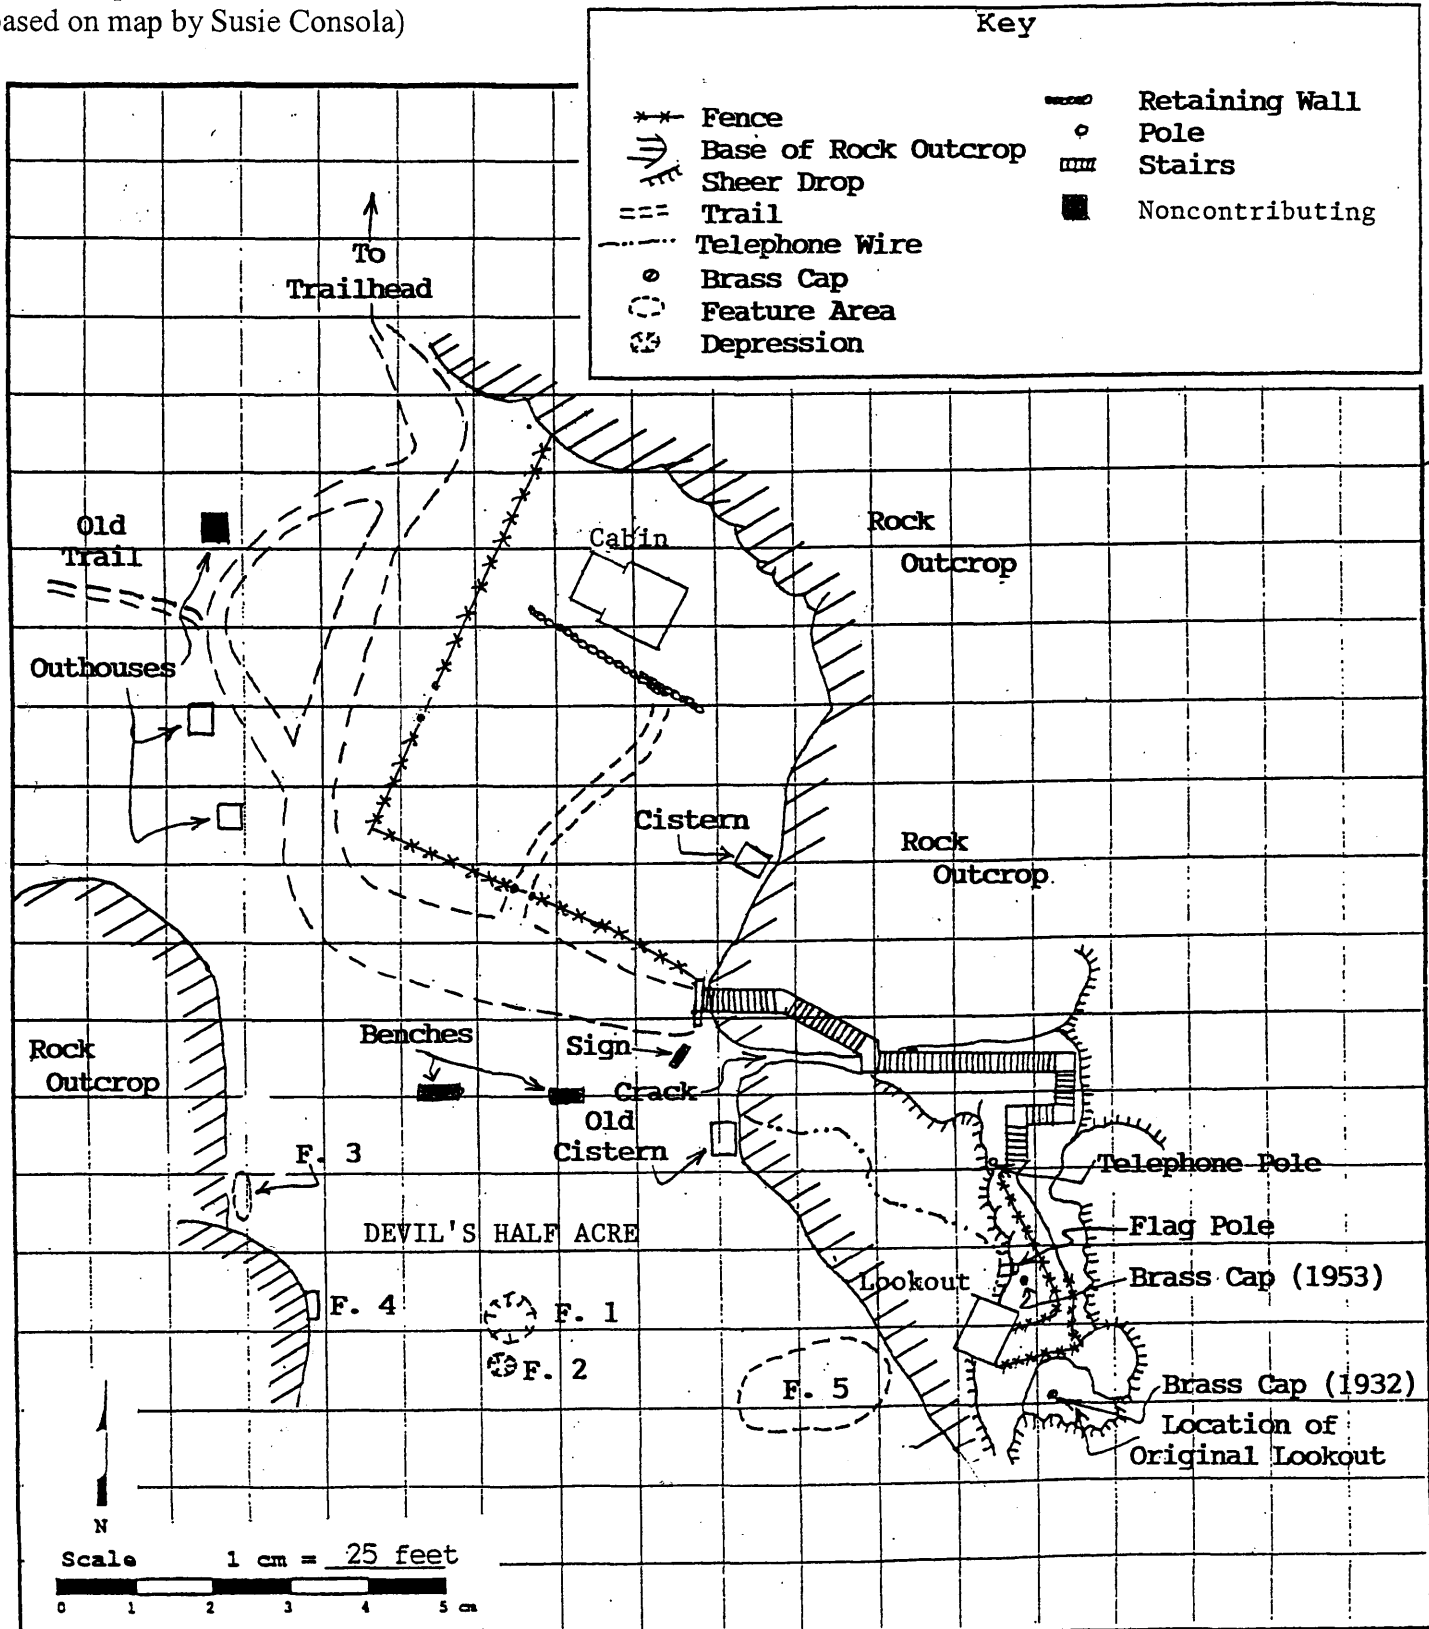 based on map by Susie Consola)
Key
Fence
Base of Rock Outcrop
Sheer Drop
Trail
Telephone Wire
Brass Cap
Feature Area
Depression
Retaining Wall
Pole
Stairs
Noncontributing
To
Trailhead
Old
Trail
Cabin
Rock
Outcrop
Outhouses
Cistern
Rock
Outcrop
Rock
Outcrop
Benches
Sign
Crack
Old
Cistern
F. 3
Telephone Pole
DEVIL'S HALF ACRE
Flag Pole
Lookout
Brass Cap (1953)
F. 4
F. 1
F. 2
F. 5
Brass Cap (1932)
Location of
Original Lookout
N
Scale 1 cm = 25 feet
0 1 2 3 4 5 cm